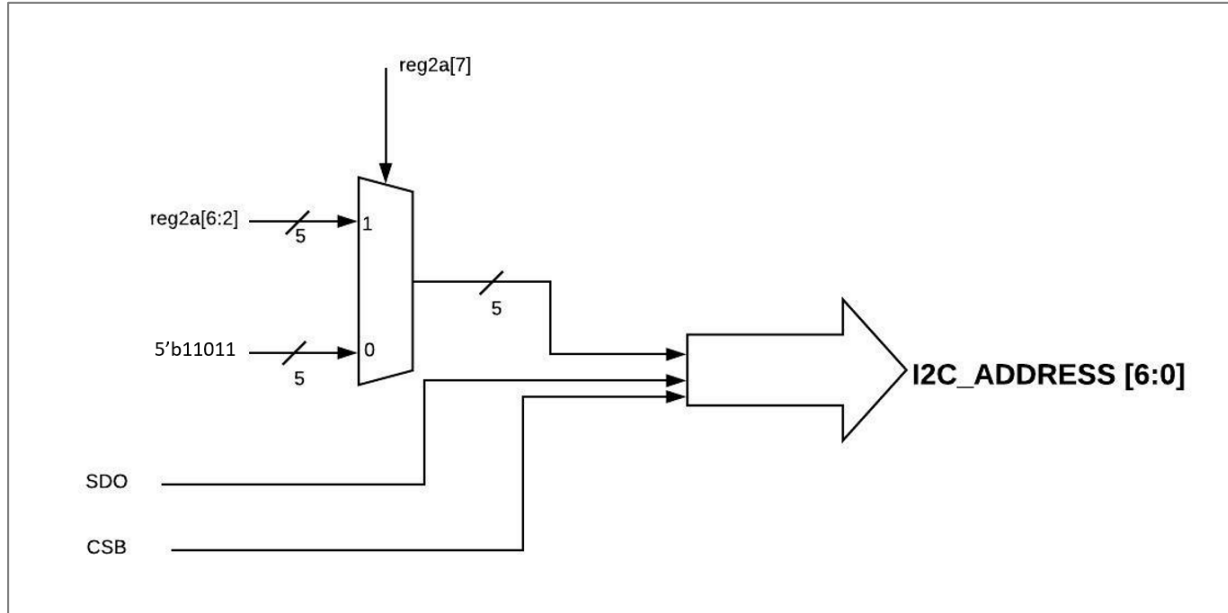 reg2a[7]
reg2a[6:2]
5
1
5
5'b11011
5
0
I2C_ADDRESS [6:0]
SDO
CSB